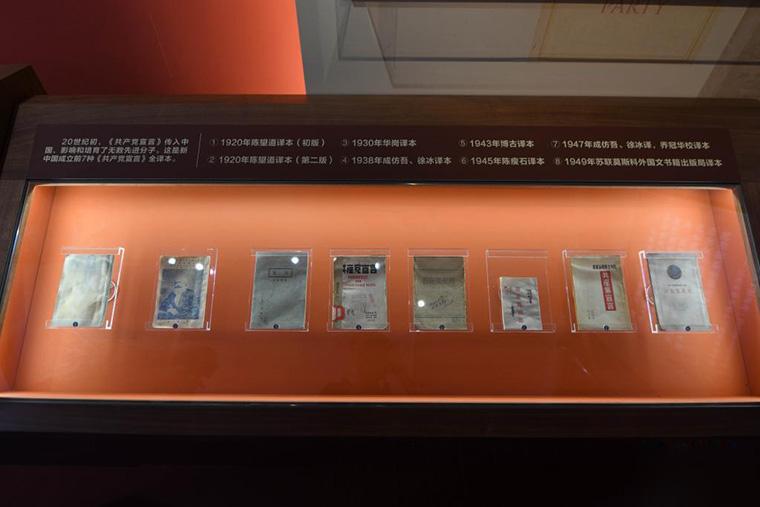 PARTY
20世纪初,《共产党宣言》传入中
国,影响和培育了无数先进分子。这是新
中国成立前7种《共产党宣言》全译本。
① 1920年陈望道译本(初版)
② 1920年陈望道译本(第二版)
③ 1930年华岗译本
④ 1938年成仿吾、徐冰译本
⑤ 1943年博古译本
⑥ 1945年陈瘦石译本
⑦ 1947年成仿吾、徐冰译,乔冠华校译本
⑧ 1949年苏联莫斯科外国文书籍出版局译本
共產黨宣言
共產黨宣言